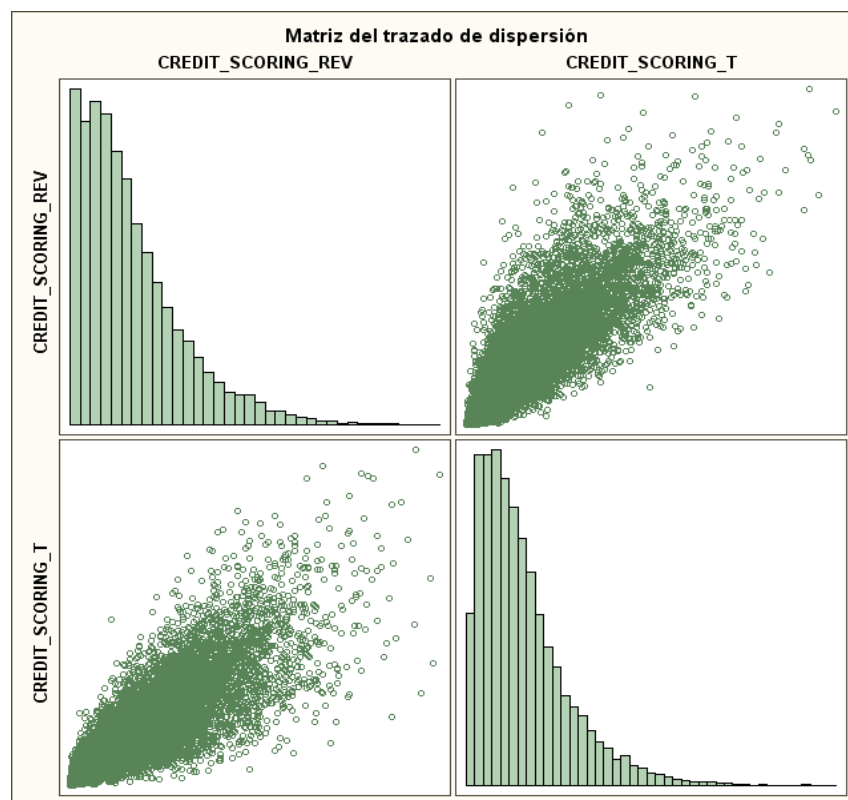 Matriz del trazado de dispersión
CREDIT_SCORING_REV
CREDIT_SCORING_T
CREDIT_SCORING_REV
CREDIT_SCORING_T